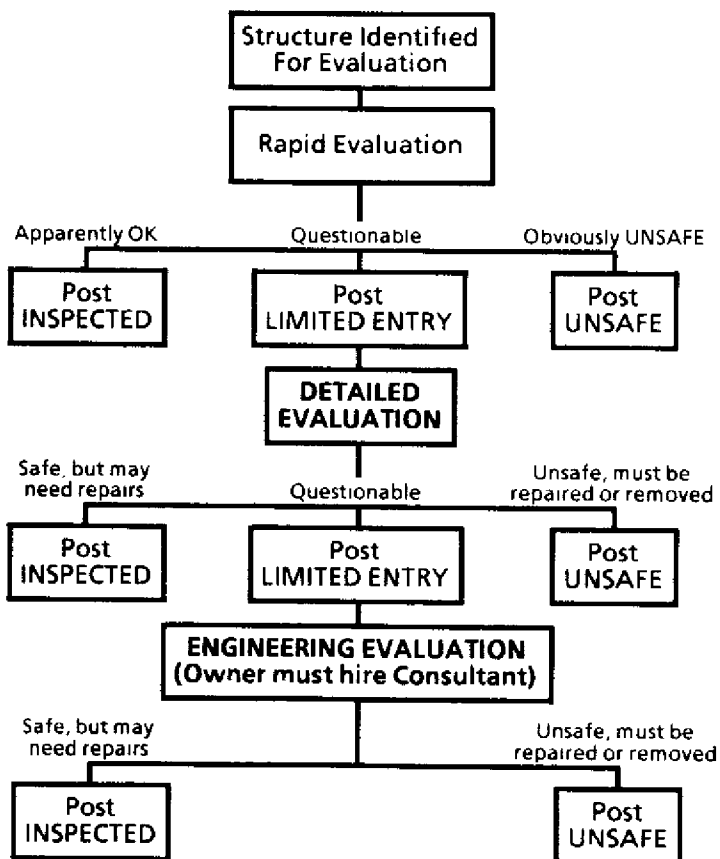 Structure Identified
For Evaluation
Rapid Evaluation
Apparently OK
Questionable
Obviously UNSAFE
Post
INSPECTED
Post
LIMITED ENTRY
Post
UNSAFE
DETAILED
EVALUATION
Safe, but may
need repairs
Questionable
Unsafe, must be
repaired or removed
Post
INSPECTED
Post
LIMITED ENTRY
Post
UNSAFE
ENGINEERING EVALUATION
(Owner must hire Consultant)
Safe, but may
need repairs
Unsafe, must be
repaired or removed
Post
INSPECTED
Post
UNSAFE